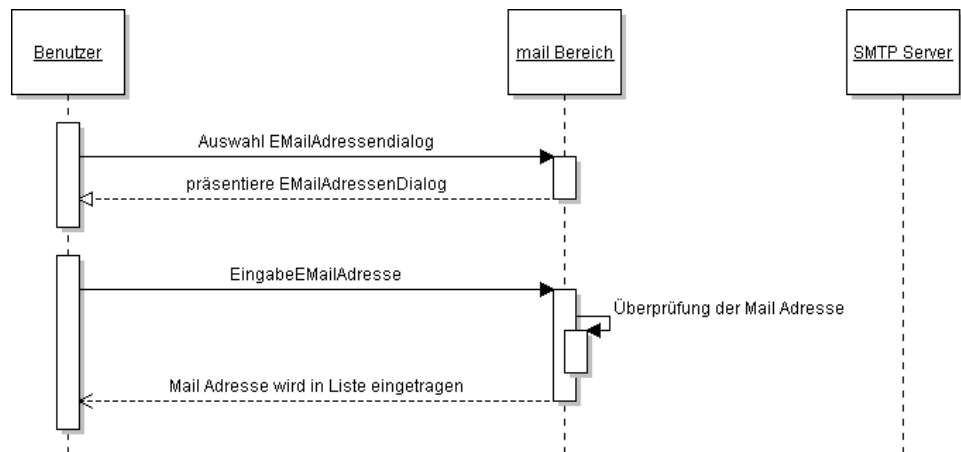 Benutzer
mail Bereich
SMTP Server
Auswahl EMailAdressendialog
präsentiere EMailAdressenDialog
EingabeEMailAdresse
Überprüfung der Mail Adresse
Mail Adresse wird in Liste eingetragen